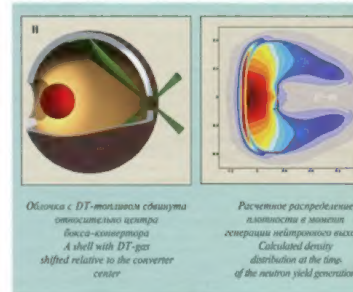 II
Оболочка с DT-топливом сдвинута
относительно центра
бокса-конвертора
A shell with DT-gas
shifted relative to the converter
center
Расчетное распределение
плотности в момент
генерации нейтронного выхода
Calculated density
distribution at the time
of the neutron yield generation